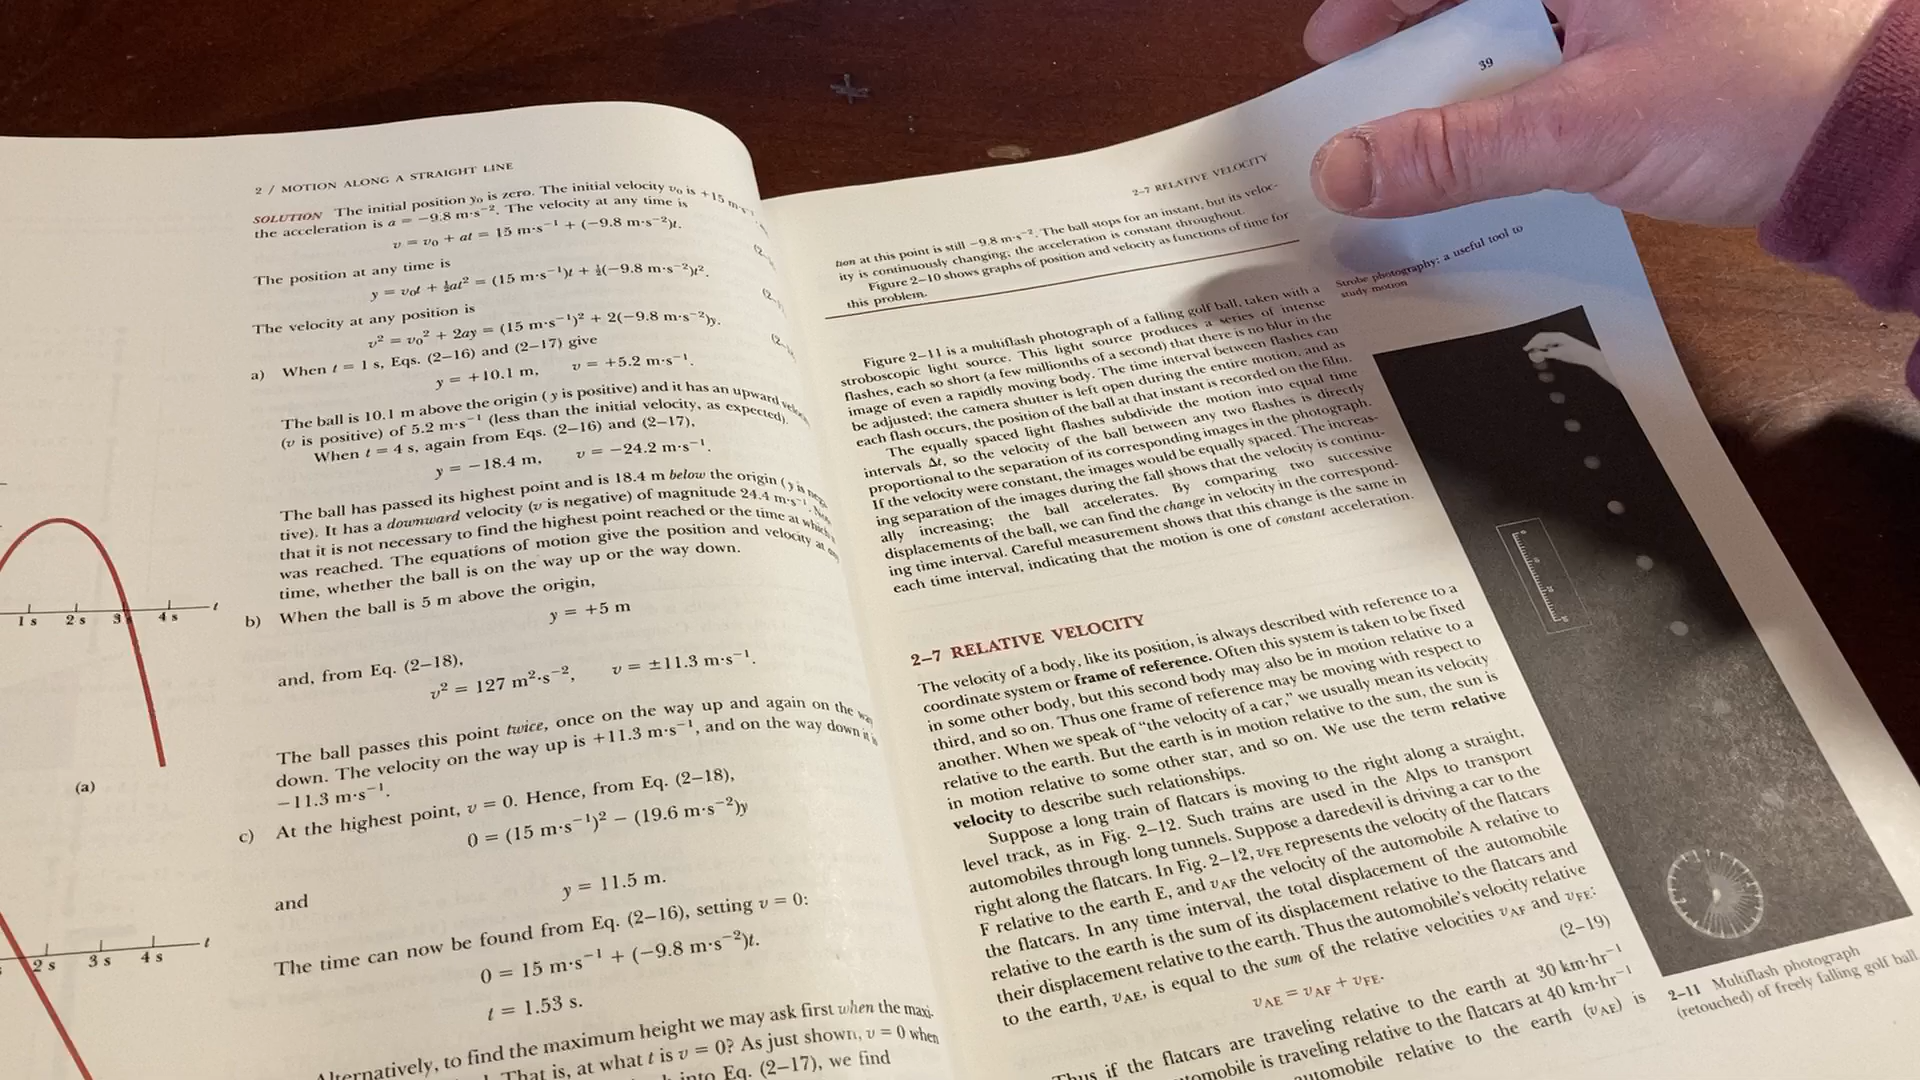 2 / MOTION ALONG A STRAIGHT LINE
SOLUTION The initial position y₀ is zero. The initial velocity v₀ is +15 m·s⁻¹
the acceleration is a = −9.8 m·s⁻². The velocity at any time is
v = v₀ + at = 15 m·s⁻¹ + (−9.8 m·s⁻²)t.
The position at any time is
y = v₀t + ½at² = (15 m·s⁻¹)t + ½(−9.8 m·s⁻²)t².
The velocity at any position is
v² = v₀² + 2ay = (15 m·s⁻¹)² + 2(−9.8 m·s⁻²)y.
a) When t = 1 s, Eqs. (2–16) and (2–17) give
y = +10.1 m, v = +5.2 m·s⁻¹.
The ball is 10.1 m above the origin (y is positive) and it has an upward
(v is positive) of 5.2 m·s⁻¹ (less than the initial velocity, as expected).
When t = 4 s, again from Eqs. (2–16) and (2–17),
y = −18.4 m, v = −24.2 m·s⁻¹.
The ball has passed its highest point and is 18.4 m below the origin (y is
tive). It has a downward velocity (v is negative) of magnitude 24.4 m·s⁻¹.
that it is not necessary to find the highest point reached or the time at which
was reached. The equations of motion give the position and velocity at
time, whether the ball is on the way up or the way down.
b) When the ball is 5 m above the origin,
y = +5 m
and, from Eq. (2–18),
v² = 127 m²·s⁻², v = ±11.3 m·s⁻¹.
The ball passes this point twice, once on the way up and again on the way
down. The velocity on the way up is +11.3 m·s⁻¹, and on the way down it is
−11.3 m·s⁻¹.
c) At the highest point, v = 0. Hence, from Eq. (2–18),
0 = (15 m·s⁻¹)² − (19.6 m·s⁻²)y
and
y = 11.5 m.
The time can now be found from Eq. (2–16), setting v = 0:
0 = 15 m·s⁻¹ + (−9.8 m·s⁻²)t.
t = 1.53 s.
Alternatively, to find the maximum height we may ask first when the maxi-
That is, at what t is v = 0? As just shown, v = 0 when
into Eq. (2–17), we find
1 s 2 s 3 s 4 s t
(a)
2 s 3 s 4 s t
39
2–7 RELATIVE VELOCITY
tion at this point is still −9.8 m·s⁻². The ball stops for an instant, but its veloc-
ity is continuously changing; the acceleration is constant throughout.
Figure 2–10 shows graphs of position and velocity as functions of time for
this problem.
Strobe photography: a useful tool to
study motion
Figure 2–11 is a multiflash photograph of a falling golf ball, taken with a
stroboscopic light source. This light source produces a series of intense
flashes, each so short (a few millionths of a second) that there is no blur in the
image of even a rapidly moving body. The time interval between flashes can
be adjusted; the camera shutter is left open during the entire motion, and as
each flash occurs, the position of the ball at that instant is recorded on the film.
The equally spaced light flashes subdivide the motion into equal time
intervals Δt, so the velocity of the ball between any two flashes is directly
proportional to the separation of its corresponding images in the photograph.
If the velocity were constant, the images would be equally spaced. The increas-
ing separation of the images during the fall shows that the velocity is continu-
ally increasing; the ball accelerates. By comparing two successive
displacements of the ball, we can find the change in velocity in the correspond-
ing time interval. Careful measurement shows that this change is the same in
each time interval, indicating that the motion is one of constant acceleration.
2–7 RELATIVE VELOCITY
The velocity of a body, like its position, is always described with reference to a
coordinate system or frame of reference. Often this system is taken to be fixed
in some other body, but this second body may also be in motion relative to a
third, and so on. Thus one frame of reference may be moving with respect to
another. When we speak of “the velocity of a car,” we usually mean its velocity
relative to the earth. But the earth is in motion relative to the sun, the sun is
in motion relative to some other star, and so on. We use the term relative
velocity to describe such relationships.
Suppose a long train of flatcars is moving to the right along a straight,
level track, as in Fig. 2–12. Such trains are used in the Alps to transport
automobiles through long tunnels. Suppose a daredevil is driving a car to the
right along the flatcars. In Fig. 2–12, v_FE represents the velocity of the flatcars
F relative to the earth E, and v_AF the velocity of the automobile A relative to
the flatcars. In any time interval, the total displacement of the automobile
relative to the earth is the sum of its displacement relative to the flatcars and
their displacement relative to the earth. Thus the automobile's velocity relative
to the earth, v_AE, is equal to the sum of the relative velocities v_AF and v_FE:
v_AE = v_AF + v_FE. (2–19)
Thus if the flatcars are traveling relative to the earth at 30 km·hr⁻¹
is traveling relative to the flatcars at 40 km·hr⁻¹
relative to the earth (v_AE) is
2–11 Multiflash photograph
(retouched) of freely falling golf ball.